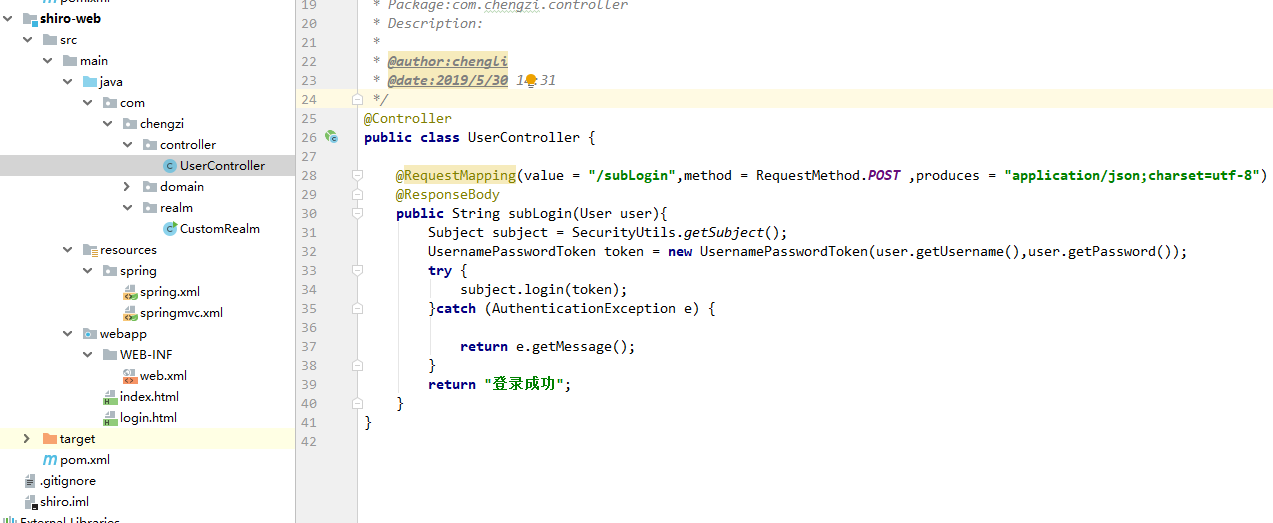 pom.xml
shiro-web
src
main
java
com
chengzi
controller
UserController
domain
realm
CustomRealm
resources
spring
spring.xml
springmvc.xml
webapp
WEB-INF
web.xml
index.html
login.html
target
pom.xml
.gitignore
shiro.iml
External Libraries
19 * Package:com.chengzi.controller
20 * Description:
21 *
22 * @author:chengli
23 * @date:2019/5/30 1 :31
24 */
25 @Controller
26 public class UserController {
27
28 @RequestMapping(value = "/subLogin",method = RequestMethod.POST ,produces = "application/json;charset=utf-8")
29 @ResponseBody
30 public String subLogin(User user){
31 Subject subject = SecurityUtils.getSubject();
32 UsernamePasswordToken token = new UsernamePasswordToken(user.getUsername(),user.getPassword());
33 try {
34 subject.login(token);
35 }catch (AuthenticationException e) {
36
37 return e.getMessage();
38 }
39 return "登录成功";
40 }
41 }
42